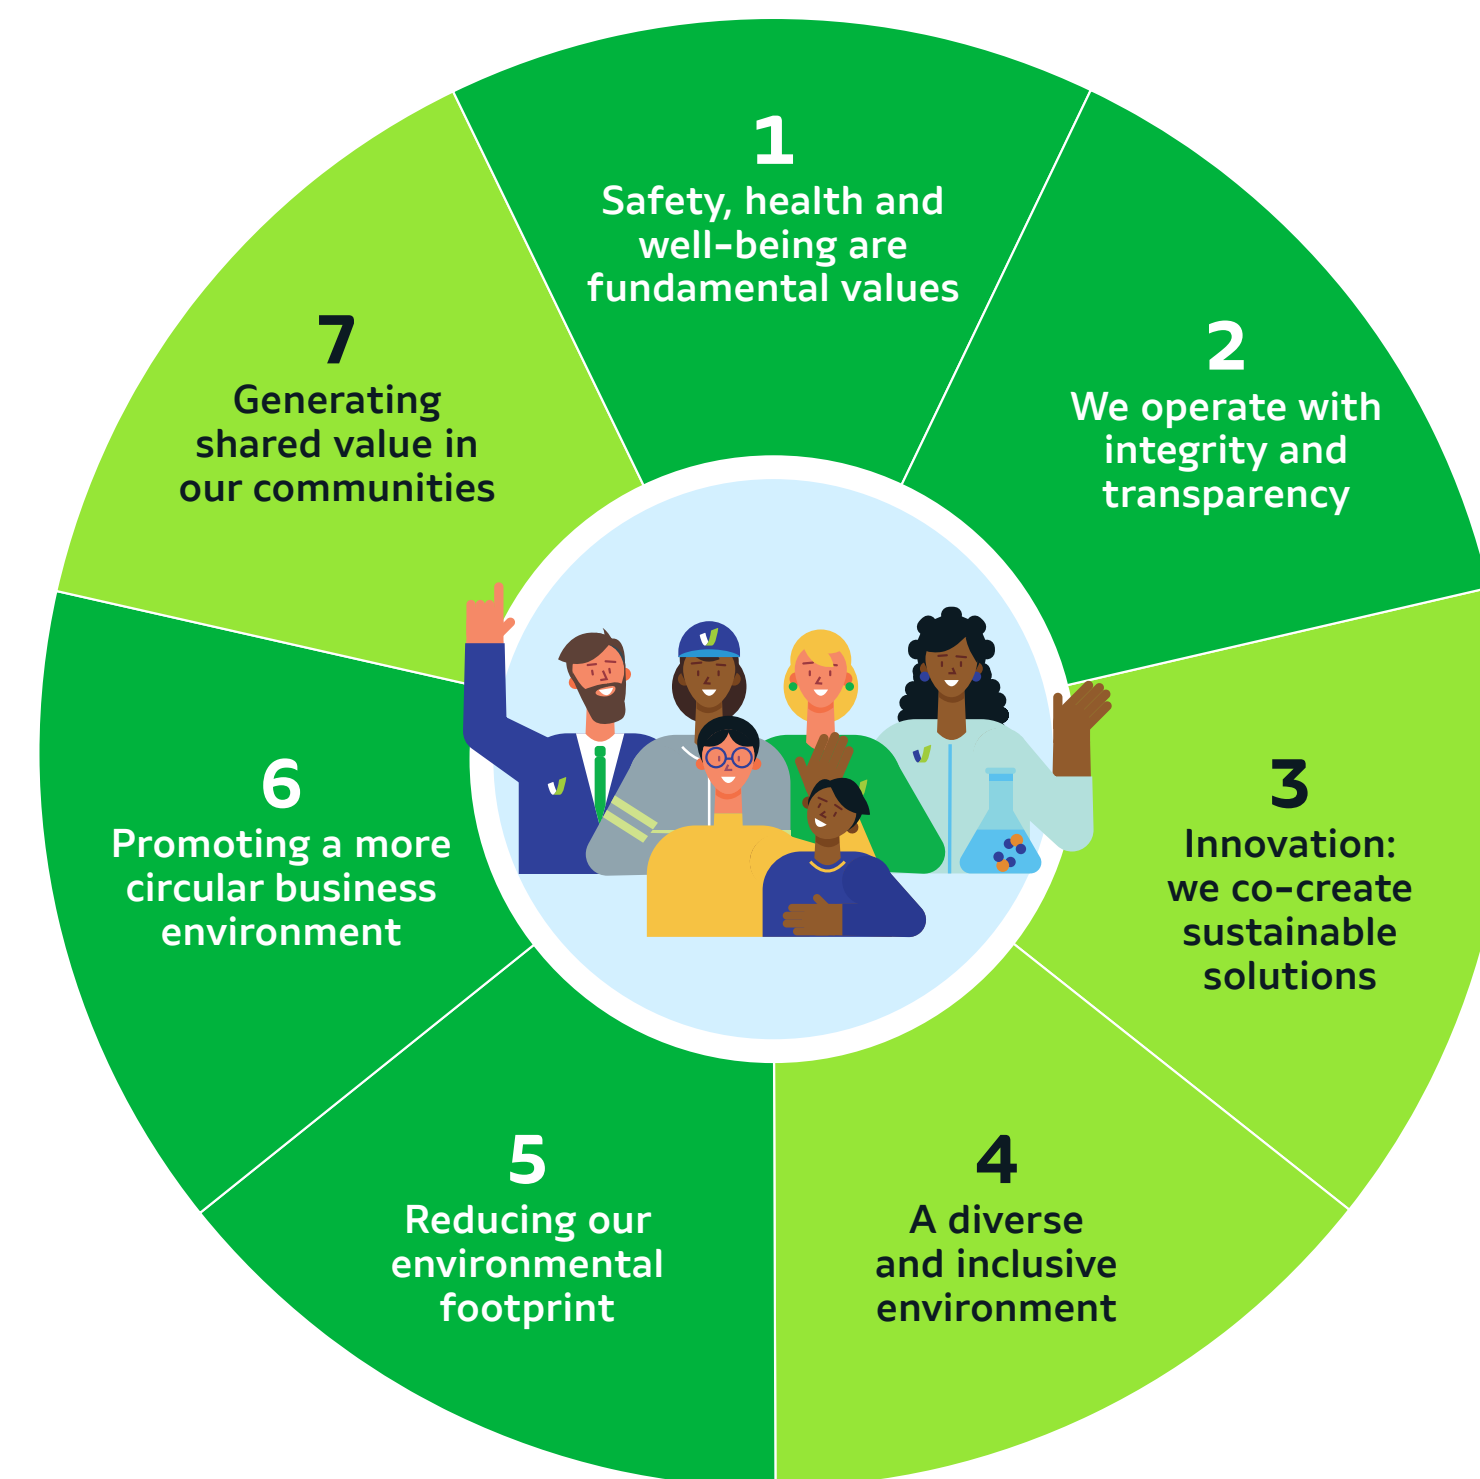 1
Safety, health and
well-being are
fundamental values
2
We operate with
integrity and
transparency
3
Innovation:
we co-create
sustainable
solutions
4
A diverse
and inclusive
environment
5
Reducing our
environmental
footprint
6
Promoting a more
circular business
environment
7
Generating
shared value in
our communities